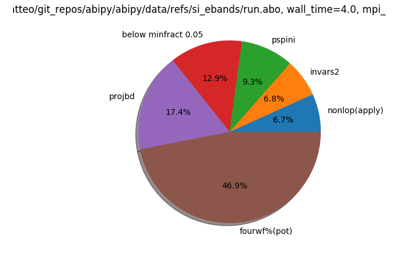 tteo/git_repos/abipy/abipy/data/refs/si_ebands/run.abo, wall_time=4.0, mpi_
below minfract 0.05
pspini
invars2
nonlop(apply)
projbd
fourwf%(pot)
12.9%
9.3%
6.8%
6.7%
17.4%
46.9%